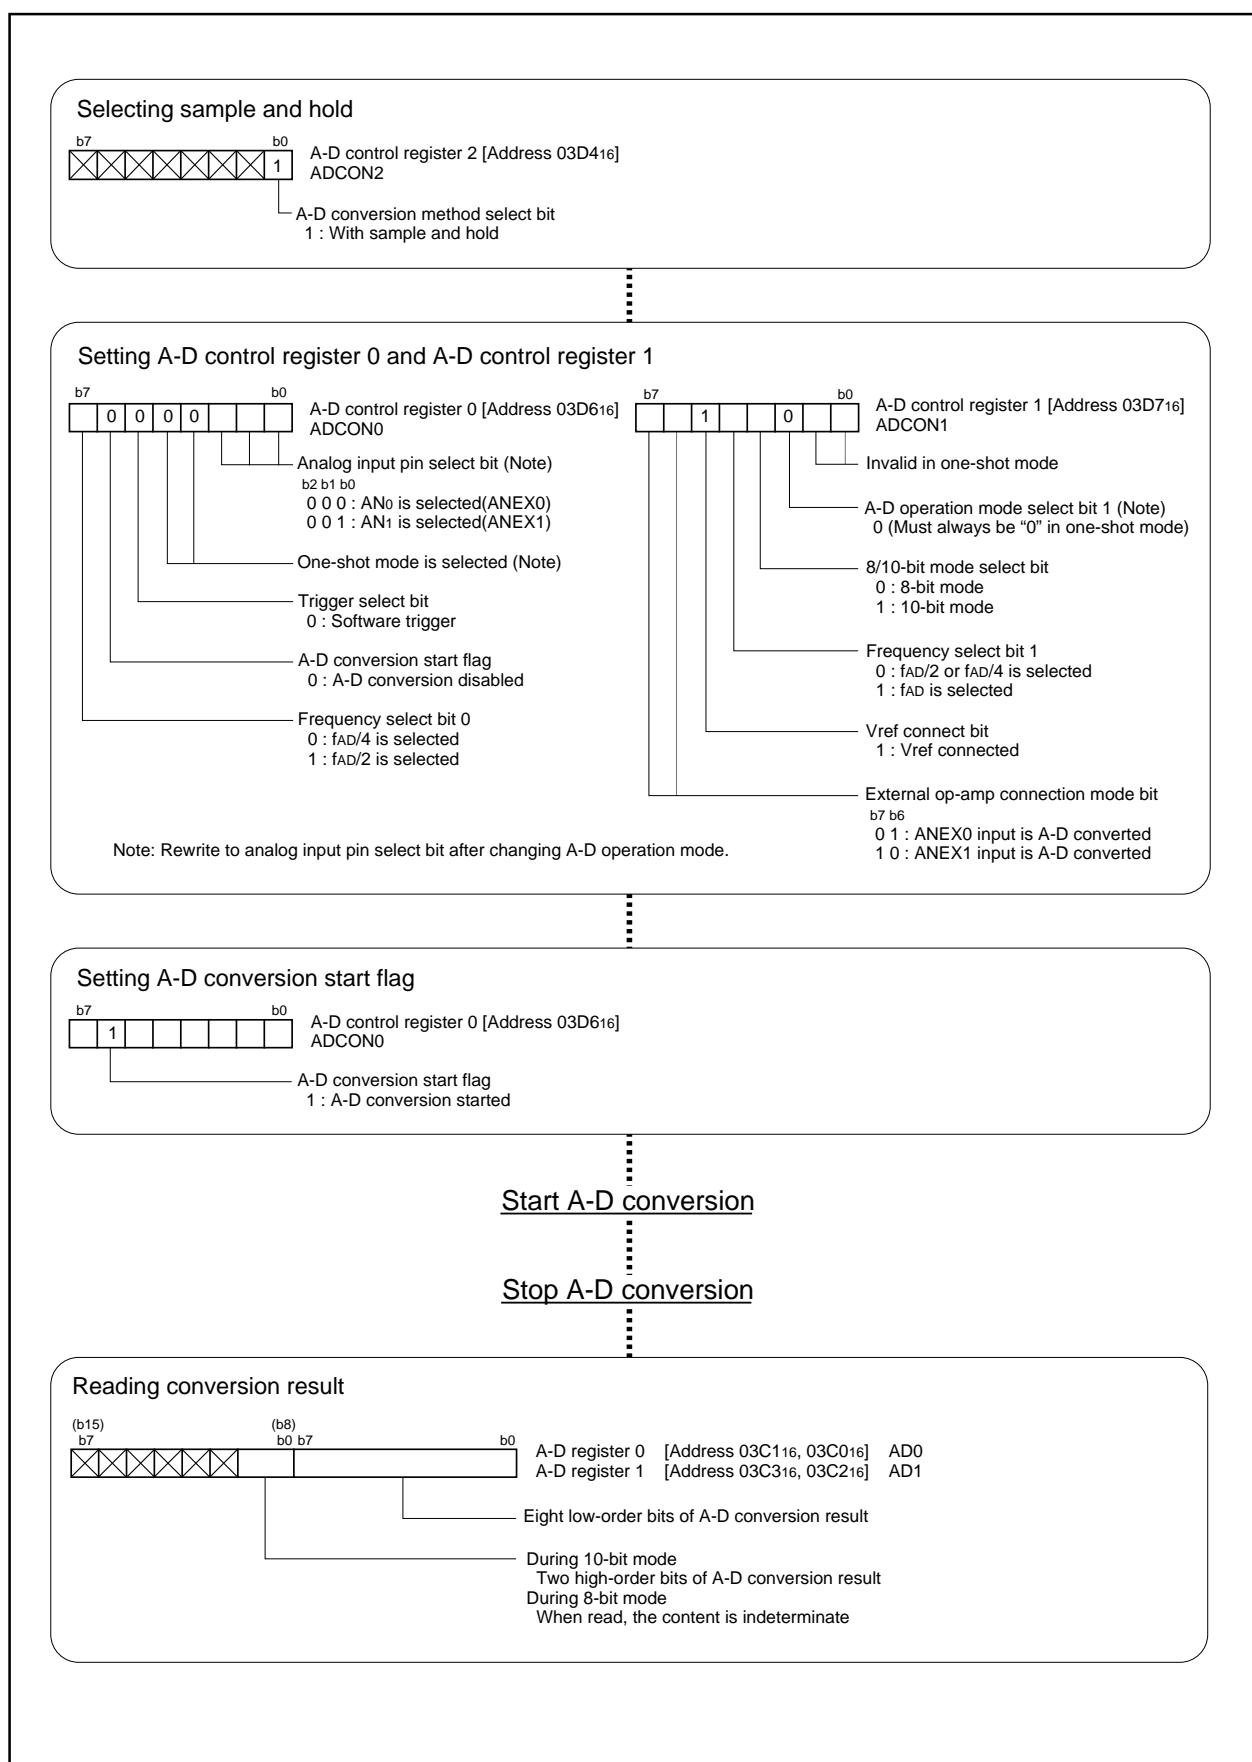 Selecting sample and hold
b7 b0
1
A-D control register 2 [Address 03D416]
ADCON2
A-D conversion method select bit
1 : With sample and hold
Setting A-D control register 0 and A-D control register 1
b7 b0
0 0 0 0
A-D control register 0 [Address 03D616]
ADCON0
Analog input pin select bit (Note)
b2 b1 b0
0 0 0 : AN0 is selected(ANEX0)
0 0 1 : AN1 is selected(ANEX1)
One-shot mode is selected (Note)
Trigger select bit
0 : Software trigger
A-D conversion start flag
0 : A-D conversion disabled
Frequency select bit 0
0 : fAD/4 is selected
1 : fAD/2 is selected
b7 b0
1 0
A-D control register 1 [Address 03D716]
ADCON1
Invalid in one-shot mode
A-D operation mode select bit 1 (Note)
0 (Must always be “0” in one-shot mode)
8/10-bit mode select bit
0 : 8-bit mode
1 : 10-bit mode
Frequency select bit 1
0 : fAD/2 or fAD/4 is selected
1 : fAD is selected
Vref connect bit
1 : Vref connected
External op-amp connection mode bit
b7 b6
0 1 : ANEX0 input is A-D converted
1 0 : ANEX1 input is A-D converted
Note: Rewrite to analog input pin select bit after changing A-D operation mode.
Setting A-D conversion start flag
b7 b0
1
A-D control register 0 [Address 03D616]
ADCON0
A-D conversion start flag
1 : A-D conversion started
Start A-D conversion
Stop A-D conversion
Reading conversion result
(b15) (b8)
b7 b0 b7 b0
A-D register 0 [Address 03C116, 03C016] AD0
A-D register 1 [Address 03C316, 03C216] AD1
Eight low-order bits of A-D conversion result
During 10-bit mode
Two high-order bits of A-D conversion result
During 8-bit mode
When read, the content is indeterminate